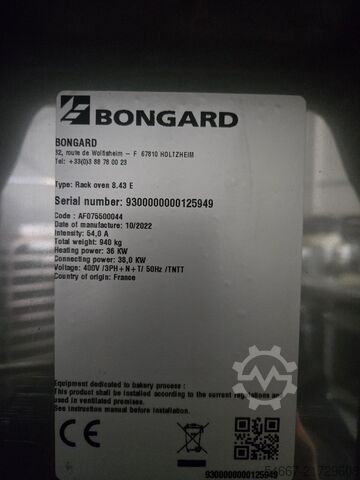 BONGARD
BONGARD
32, route de Wolfisheim - F 67810 HOLTZHEIM
Tel: +33(0)3 88 78 00 23
Type: Rack oven 8.43 E
Serial number: 9300000000125949
Code : AF075500044
Date of manufacture: 10/2022
Intensity: 54,0 A
Total weight: 940 kg
Heating power: 36 KW
Connecting power: 38,0 KW
Voltage: 400V /3PH+N+T/ 50Hz /TNTT
Country of origin: France
Equipment dedicated to bakery process :
This product shall be installed according to the current regulations and
used in ventilated premises.
See instruction manual before installation.
CE
9300000000125949